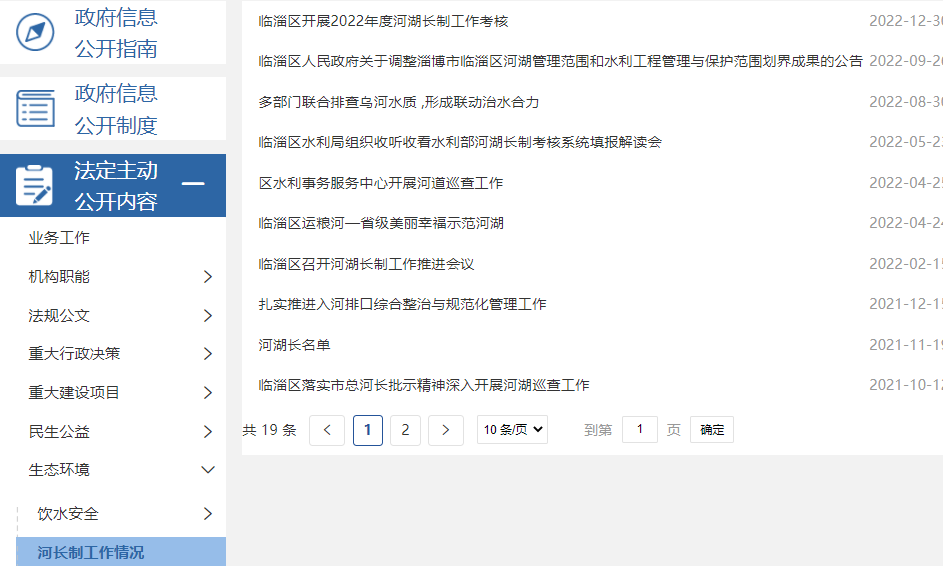 政府信息
公开指南
政府信息
公开制度
法定主动
公开内容
业务工作
机构职能
法规公文
重大行政决策
重大建设项目
民生公益
生态环境
饮水安全
河长制工作情况
临淄区开展2022年度河湖长制工作考核 2022-12-30
临淄区人民政府关于调整淄博市临淄区河湖管理范围和水利工程管理与保护范围划界成果的公告 2022-09-26
多部门联合排查乌河水质 ,形成联动治水合力 2022-08-30
临淄区水利局组织收听收看水利部河湖长制考核系统填报解读会 2022-05-23
区水利事务服务中心开展河道巡查工作 2022-04-25
临淄区运粮河—省级美丽幸福示范河湖 2022-04-24
临淄区召开河湖长制工作推进会议 2022-02-15
扎实推进入河排口综合整治与规范化管理工作 2021-12-15
河湖长名单 2021-11-19
临淄区落实市总河长批示精神深入开展河湖巡查工作 2021-10-12
共 19 条 < 1 2 > 10 条/页 到第 1 页 确定